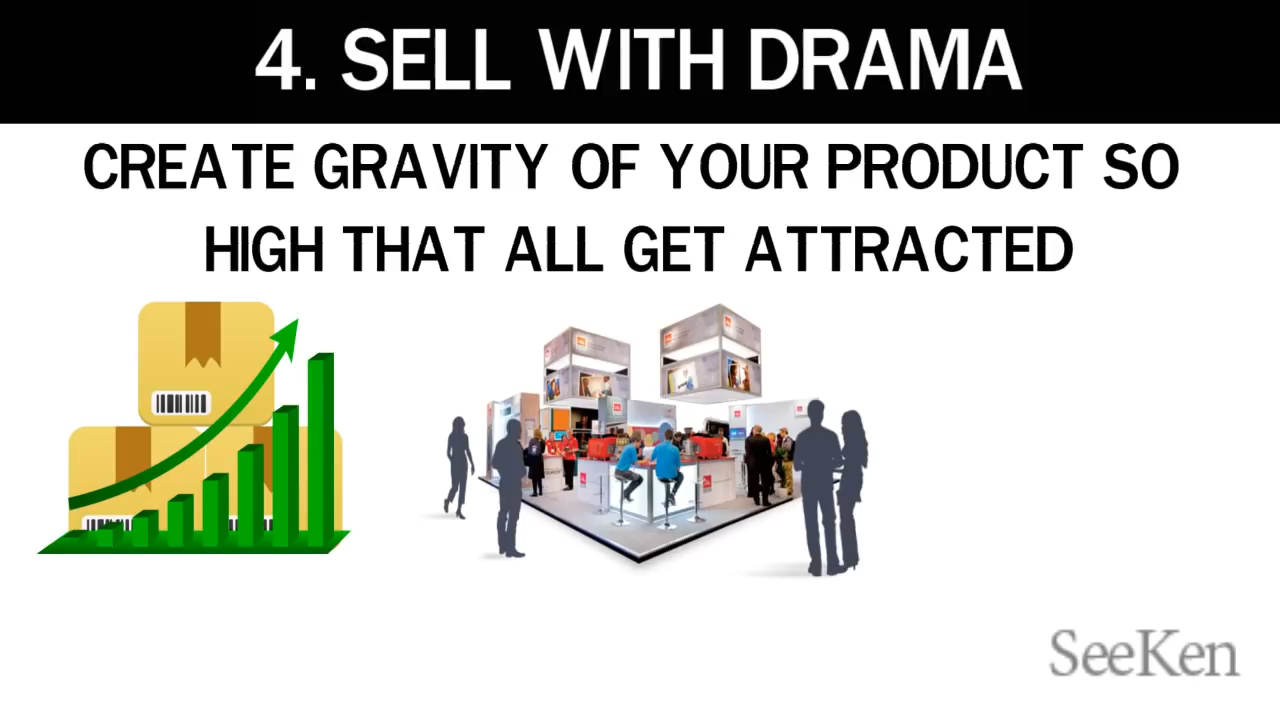 4. SELL WITH DRAMA
CREATE GRAVITY OF YOUR PRODUCT SO
HIGH THAT ALL GET ATTRACTED
SeeKen